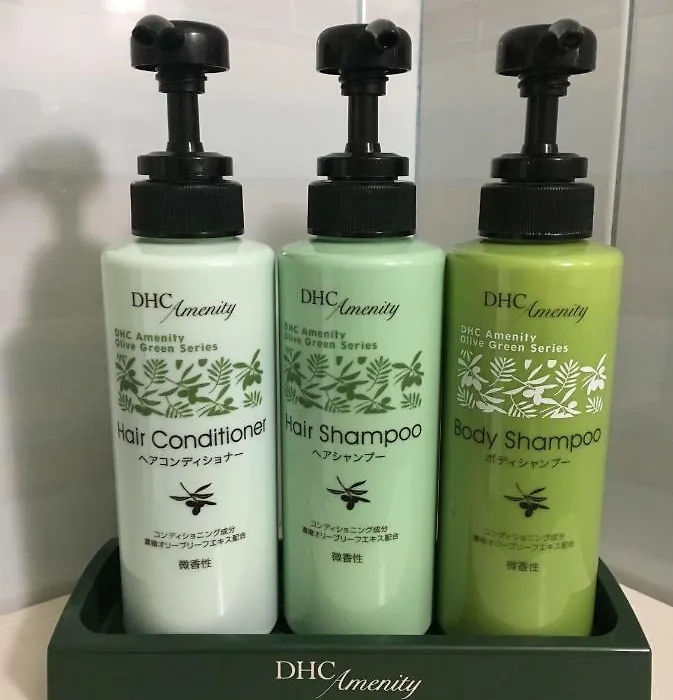 DHC Amenity
DHC Amenity
Olive Green Series
Hair Conditioner
ヘアコンディショナー
コンディショニング成分
濃縮オリーブリーフエキス配合
微香性
DHC Amenity
DHC Amenity
Olive Green Series
Hair Shampoo
ヘアシャンプー
コンディショニング成分
濃縮オリーブリーフエキス配合
微香性
DHC Amenity
DHC Amenity
Olive Green Series
Body Shampoo
ボディシャンプー
コンディショニング成分
濃縮オリーブリーフエキス配合
微香性
DHC Amenity